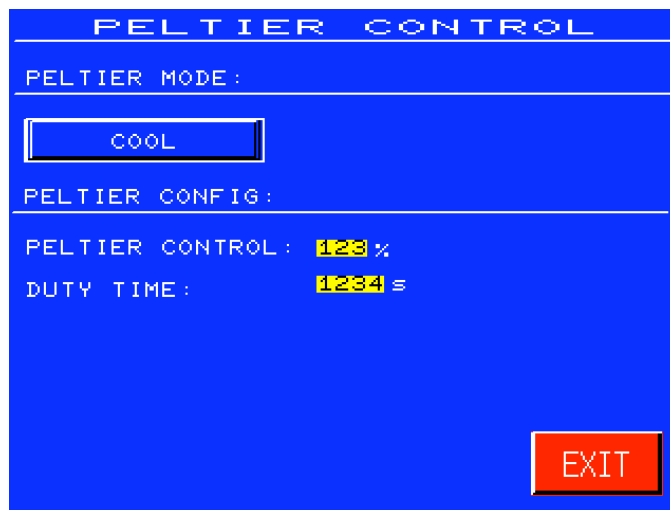 PELTIER CONTROL
PELTIER MODE:
COOL
PELTIER CONFIG:
PELTIER CONTROL: 123 %
DUTY TIME: 1234 s
EXIT